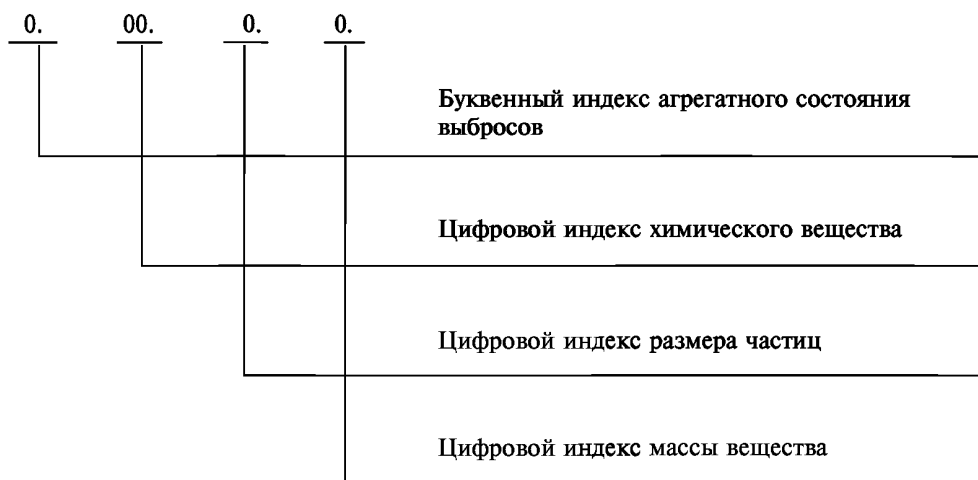 0. 00. 0. 0.
Буквенный индекс агрегатного состояния
выбросов
Цифровой индекс химического вещества
Цифровой индекс размера частиц
Цифровой индекс массы вещества